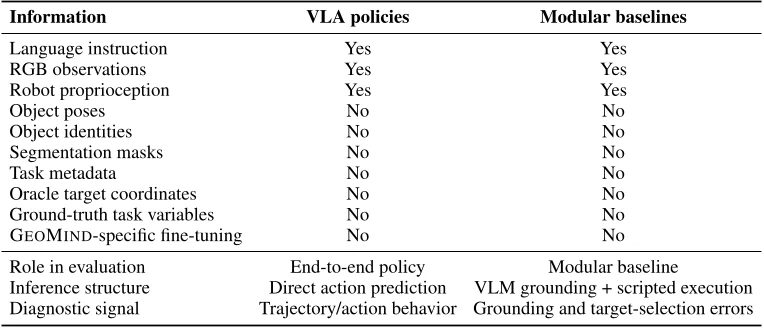 Information VLA policies Modular baselines
Language instruction Yes Yes
RGB observations Yes Yes
Robot proprioception Yes Yes
Object poses No No
Object identities No No
Segmentation masks No No
Task metadata No No
Oracle target coordinates No No
Ground-truth task variables No No
GEOMIND-specific fine-tuning No No
Role in evaluation End-to-end policy Modular baseline
Inference structure Direct action prediction VLM grounding + scripted execution
Diagnostic signal Trajectory/action behavior Grounding and target-selection errors